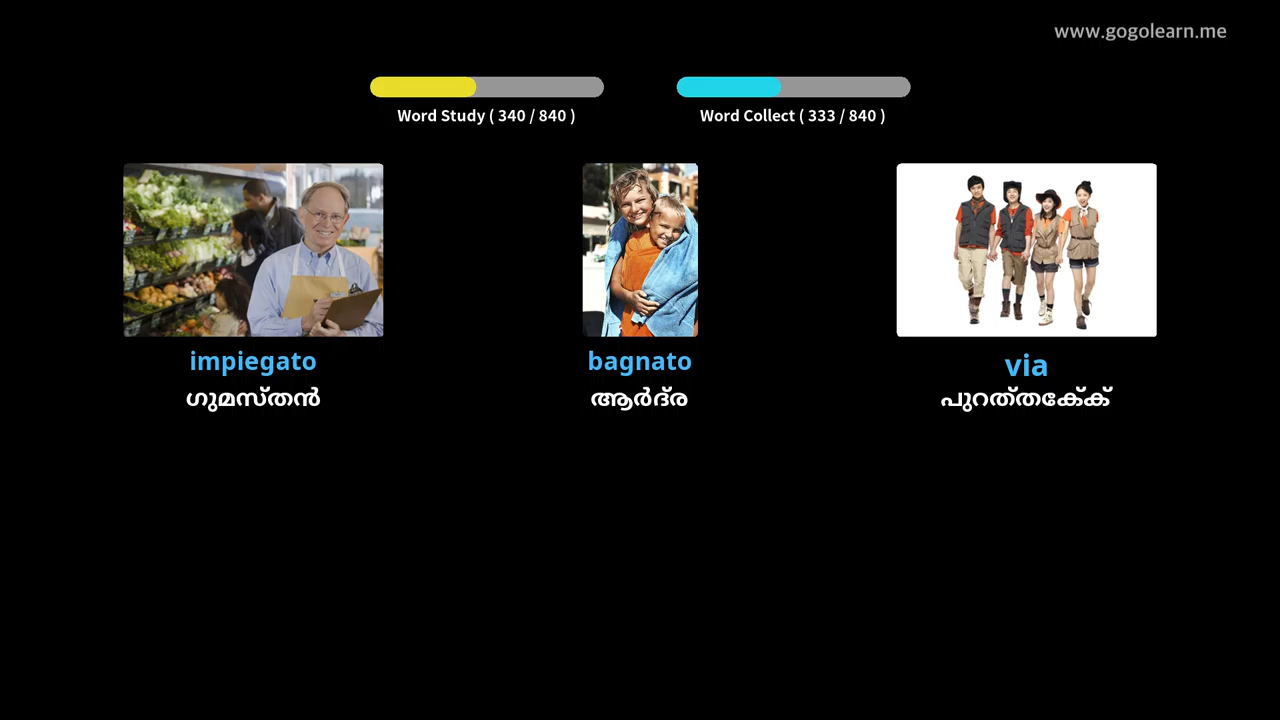 www.gogolearn.me
Word Study ( 340 / 840 )
Word Collect ( 333 / 840 )
impiegato
ഗുമസ്തൻ
bagnato
ആർദ്ര
via
പുറത്തേക്ക്